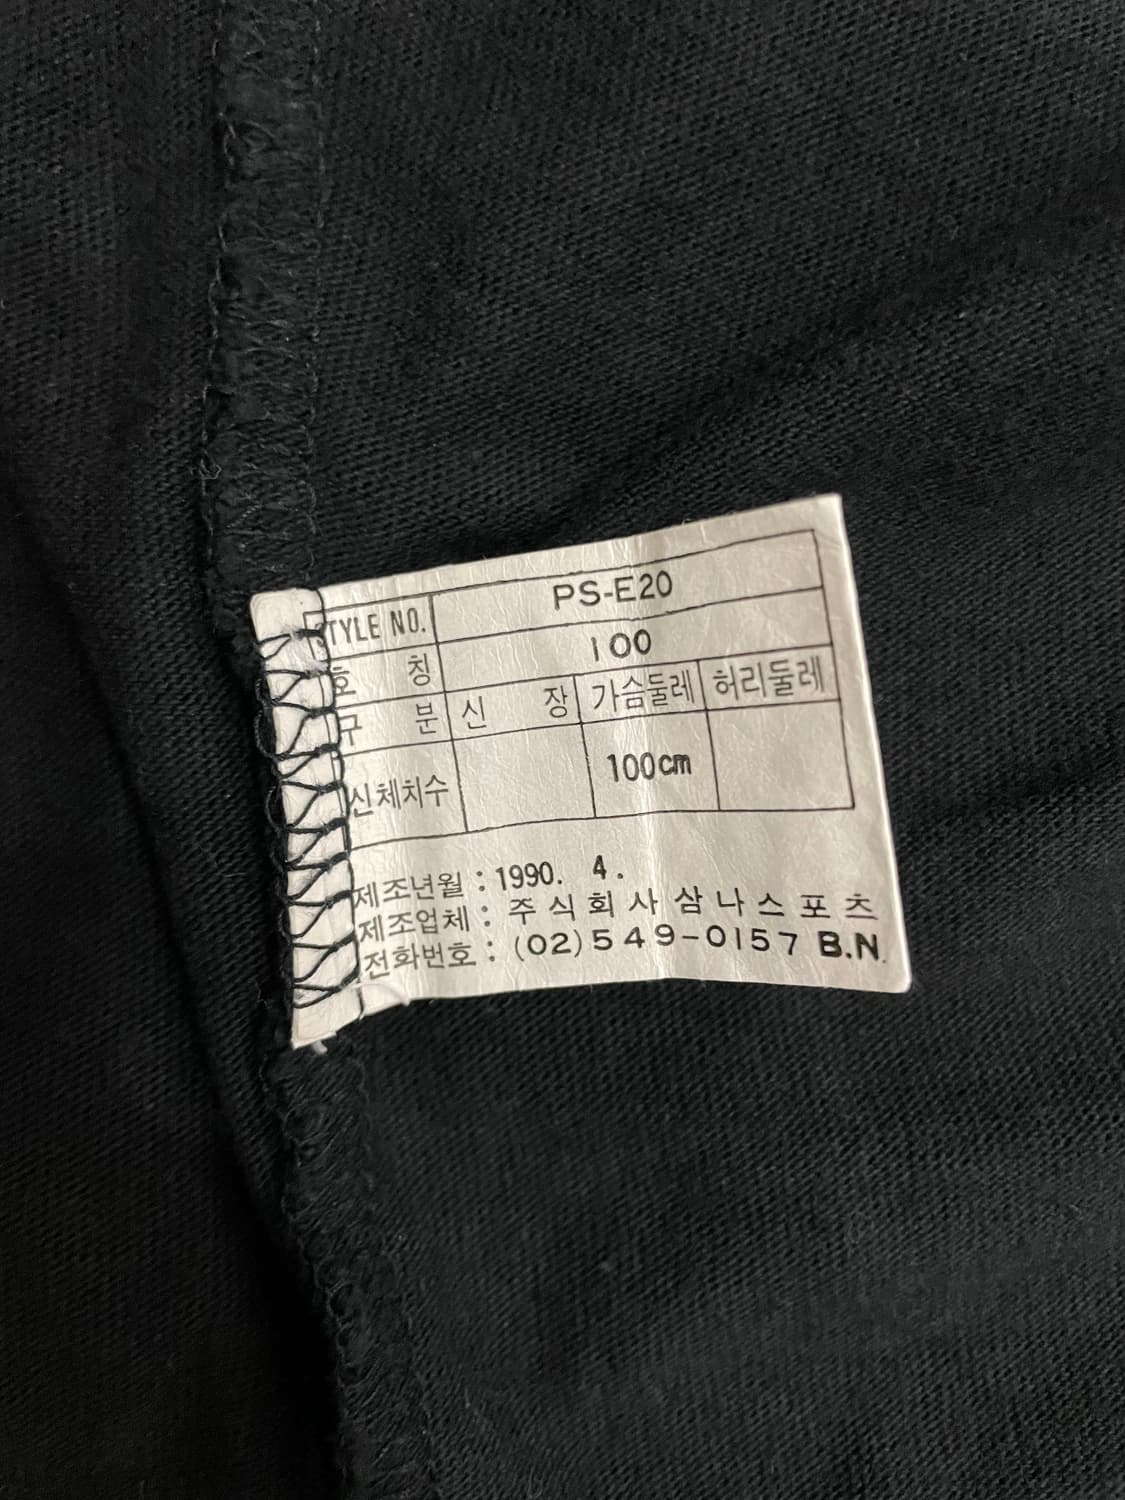 STYLE NO. PS-E20
호 칭 100
구 분 신 장 가슴둘레 허리둘레
신체치수 100cm
제조년월 : 1990. 4.
제조업체 : 주식회사 삼나스포츠
전화번호 : (02)549-0157 B.N.